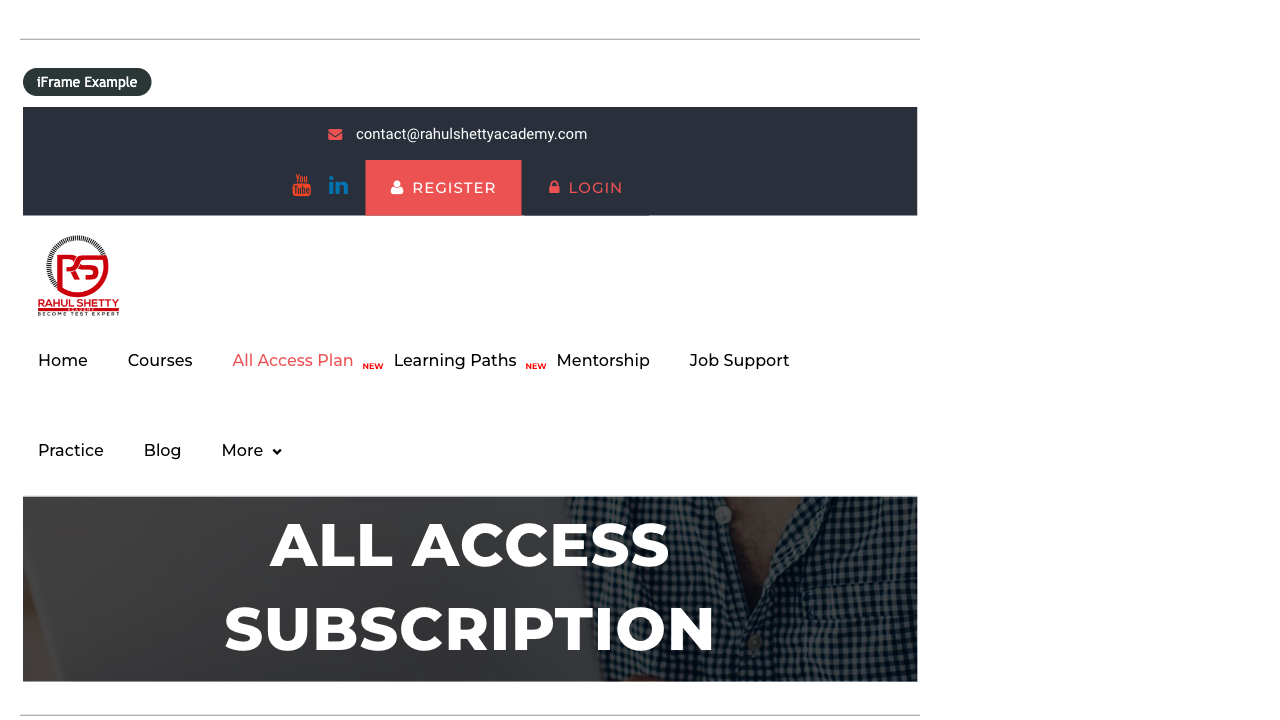 iFrame Example
contact@rahulshettyacademy.com
You Tube in REGISTER LOGIN
RS
RAHUL SHETTY
ACADEMY
BECOME TEST EXPERT
Home Courses All Access Plan NEW Learning Paths NEW Mentorship Job Support
Practice Blog More
ALL ACCESS
SUBSCRIPTION